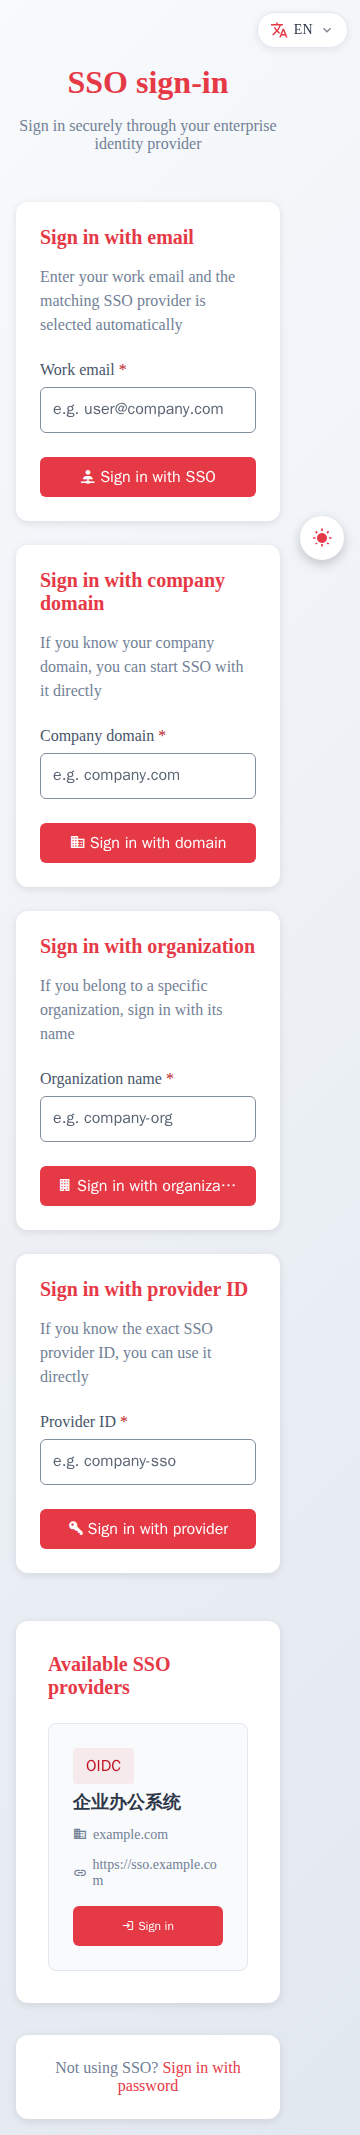 EN
SSO sign-in
Sign in securely through your enterprise
identity provider
Sign in with email
Enter your work email and the
matching SSO provider is
selected automatically
Work email *
e.g. user@company.com
Sign in with SSO
Sign in with company
domain
If you know your company
domain, you can start SSO with
it directly
Company domain *
e.g. company.com
Sign in with domain
Sign in with organization
If you belong to a specific
organization, sign in with its
name
Organization name *
e.g. company-org
Sign in with organiza···
Sign in with provider ID
If you know the exact SSO
provider ID, you can use it
directly
Provider ID *
e.g. company-sso
Sign in with provider
Available SSO
providers
OIDC
企业办公系统
example.com
https://sso.example.co
m
Sign in
Not using SSO? Sign in with
password